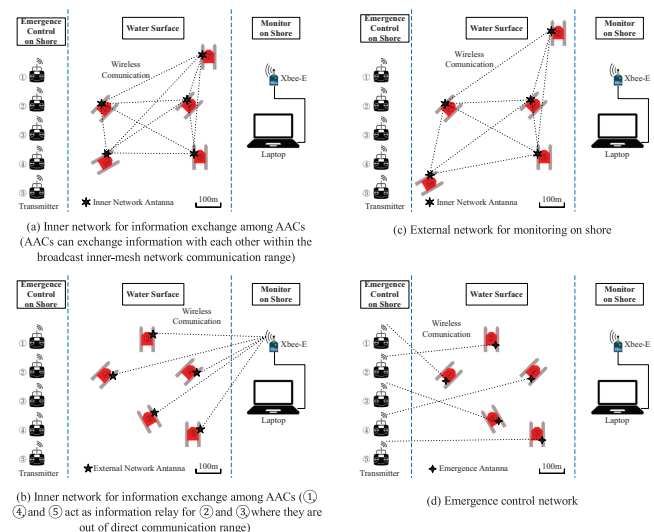 Emergence
Control
on Shore
Water Surface
Monitor
on Shore
Wireless
Comunication
①
②
③
④
⑤
Transmitter
Xbee-E
Laptop
Inner Network Antanna
100m
(a) Inner network for information exchange among AACs
(AACs can exchange information with each other within the
broadcast inner-mesh network communication range)
Emergence
Control
on Shore
Water Surface
Monitor
on Shore
Wireless
Comunication
①
②
③
④
⑤
Transmitter
Xbee-E
Laptop
Inner Network Antanna
100m
(c) External network for monitoring on shore
Emergence
Control
on Shore
Water Surface
Monitor
on Shore
Wireless
Comunication
①
②
③
④
⑤
Transmitter
Xbee-E
Laptop
External Network Antanna
100m
(b) Inner network for information exchange among AACs (①,
④, and ⑤ act as information relay for ② and ③, where they are
out of direct communication range)
Emergence
Control
on Shore
Water Surface
Monitor
on Shore
Wireless
Comunication
①
②
③
④
⑤
Transmitter
Xbee-E
Laptop
Emergence Antanna
100m
(d) Emergence control network